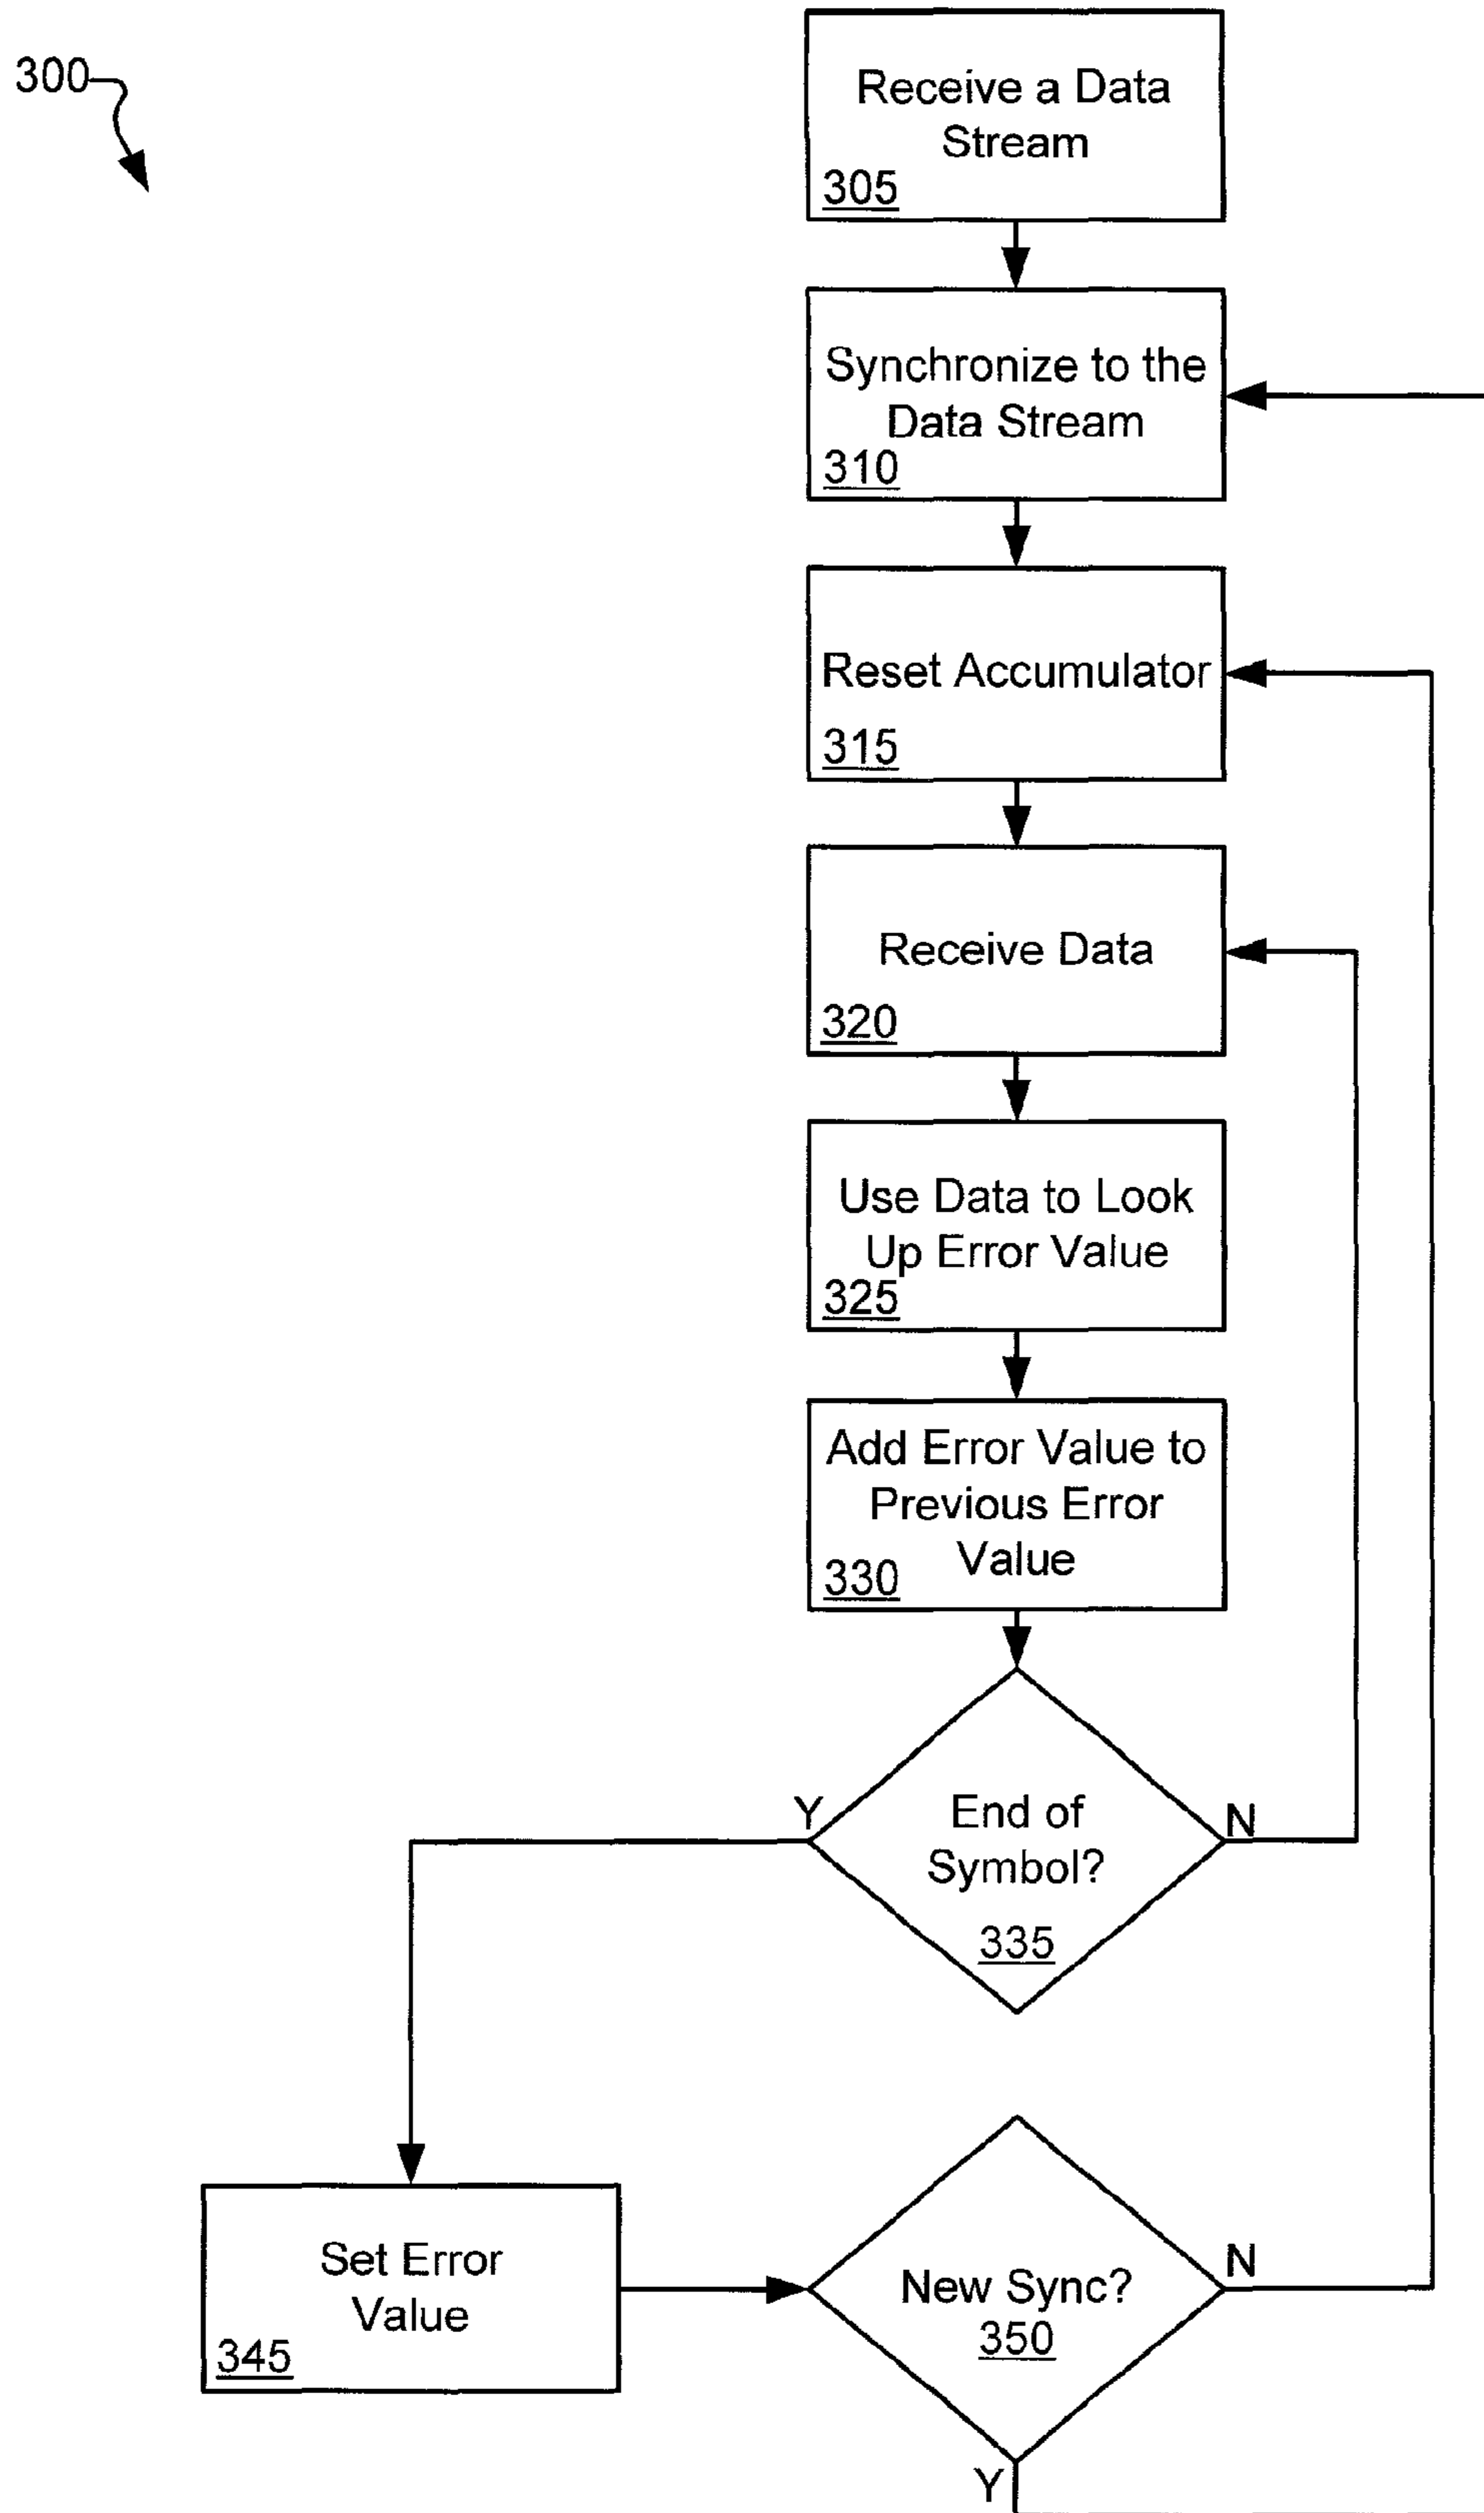 300
Receive a Data
Stream
305
Synchronize to the
Data Stream
310
Reset Accumulator
315
Receive Data
320
Use Data to Look
Up Error Value
325
Add Error Value to
Previous Error
Value
330
Y
End of
Symbol?
N
335
Set Error
Value
345
New Sync?
350
N
Y